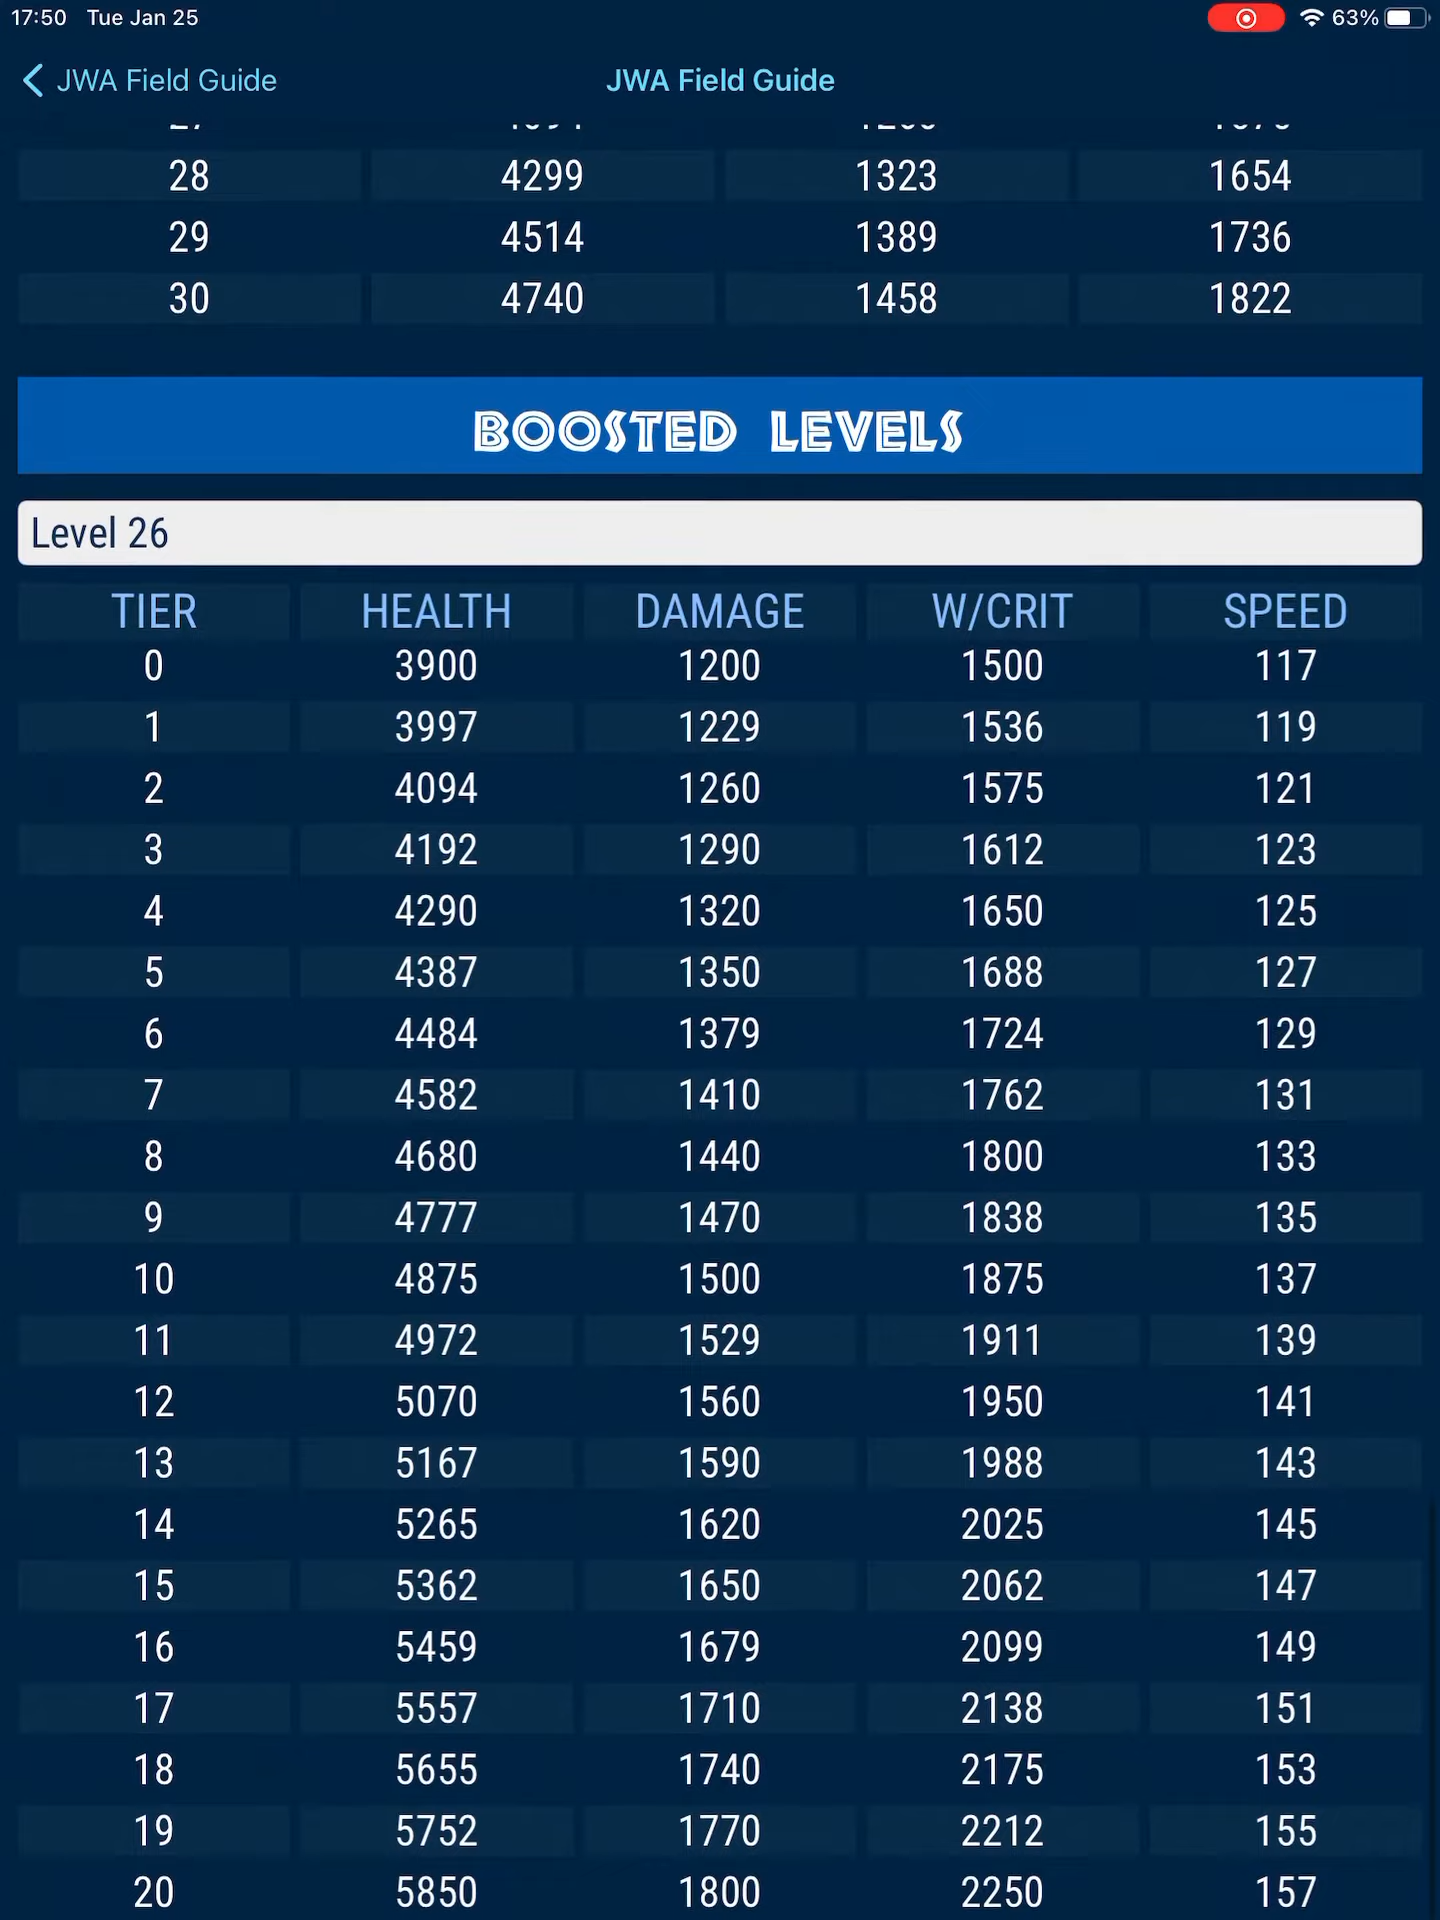 17:50 Tue Jan 25 63%
JWA Field Guide JWA Field Guide
28 4299 1323 1654
29 4514 1389 1736
30 4740 1458 1822
BOOSTED LEVELS
Level 26
TIER HEALTH DAMAGE W/CRIT SPEED
0 3900 1200 1500 117
1 3997 1229 1536 119
2 4094 1260 1575 121
3 4192 1290 1612 123
4 4290 1320 1650 125
5 4387 1350 1688 127
6 4484 1379 1724 129
7 4582 1410 1762 131
8 4680 1440 1800 133
9 4777 1470 1838 135
10 4875 1500 1875 137
11 4972 1529 1911 139
12 5070 1560 1950 141
13 5167 1590 1988 143
14 5265 1620 2025 145
15 5362 1650 2062 147
16 5459 1679 2099 149
17 5557 1710 2138 151
18 5655 1740 2175 153
19 5752 1770 2212 155
20 5850 1800 2250 157